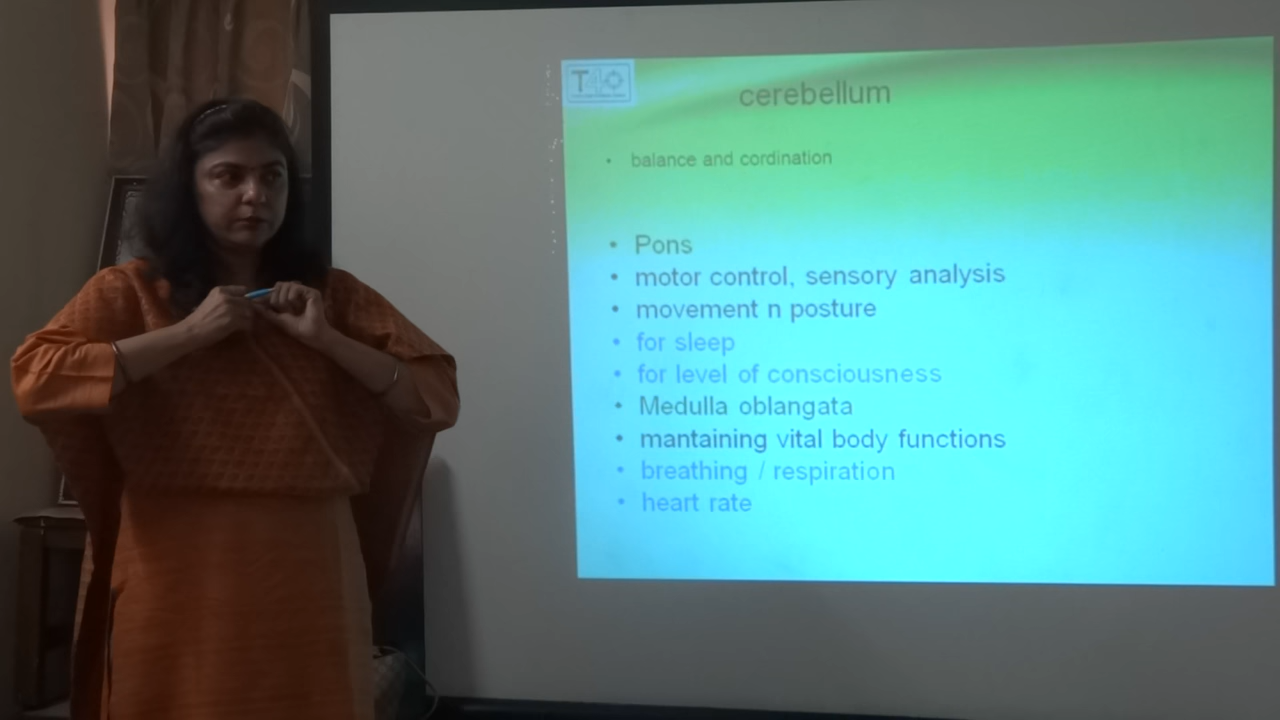 T4
cerebellum
• balance and cordination
• Pons
• motor control, sensory analysis
• movement n posture
• for sleep
• for level of consciousness
• Medulla oblangata
• mantaining vital body functions
• breathing / respiration
• heart rate